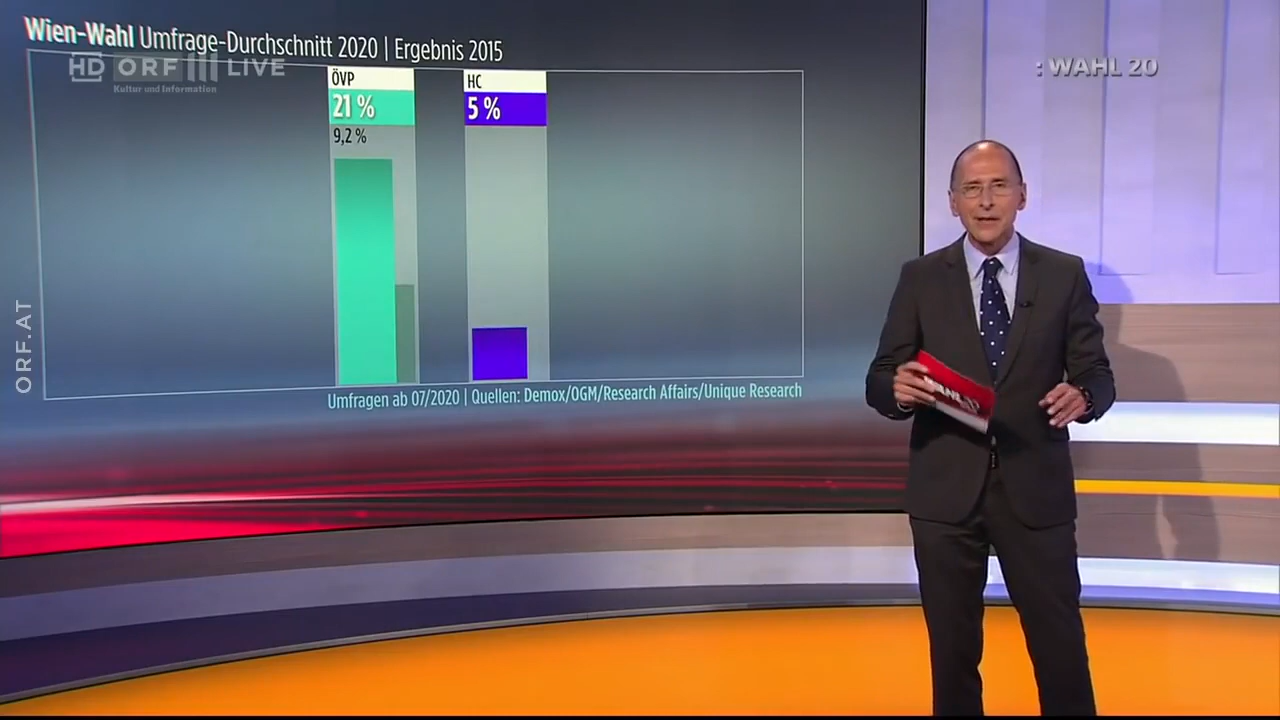 Wien-Wahl Umfrage-Durchschnitt 2020 | Ergebnis 2015
HD ORF III LIVE
Kultur und Information
: WAHL 20
ÖVP
21 %
9,2 %
HC
5 %
ORF.AT
WAHL
Umfragen ab 07/2020 | Quellen: Demox/OGM/Research Affairs/Unique Research